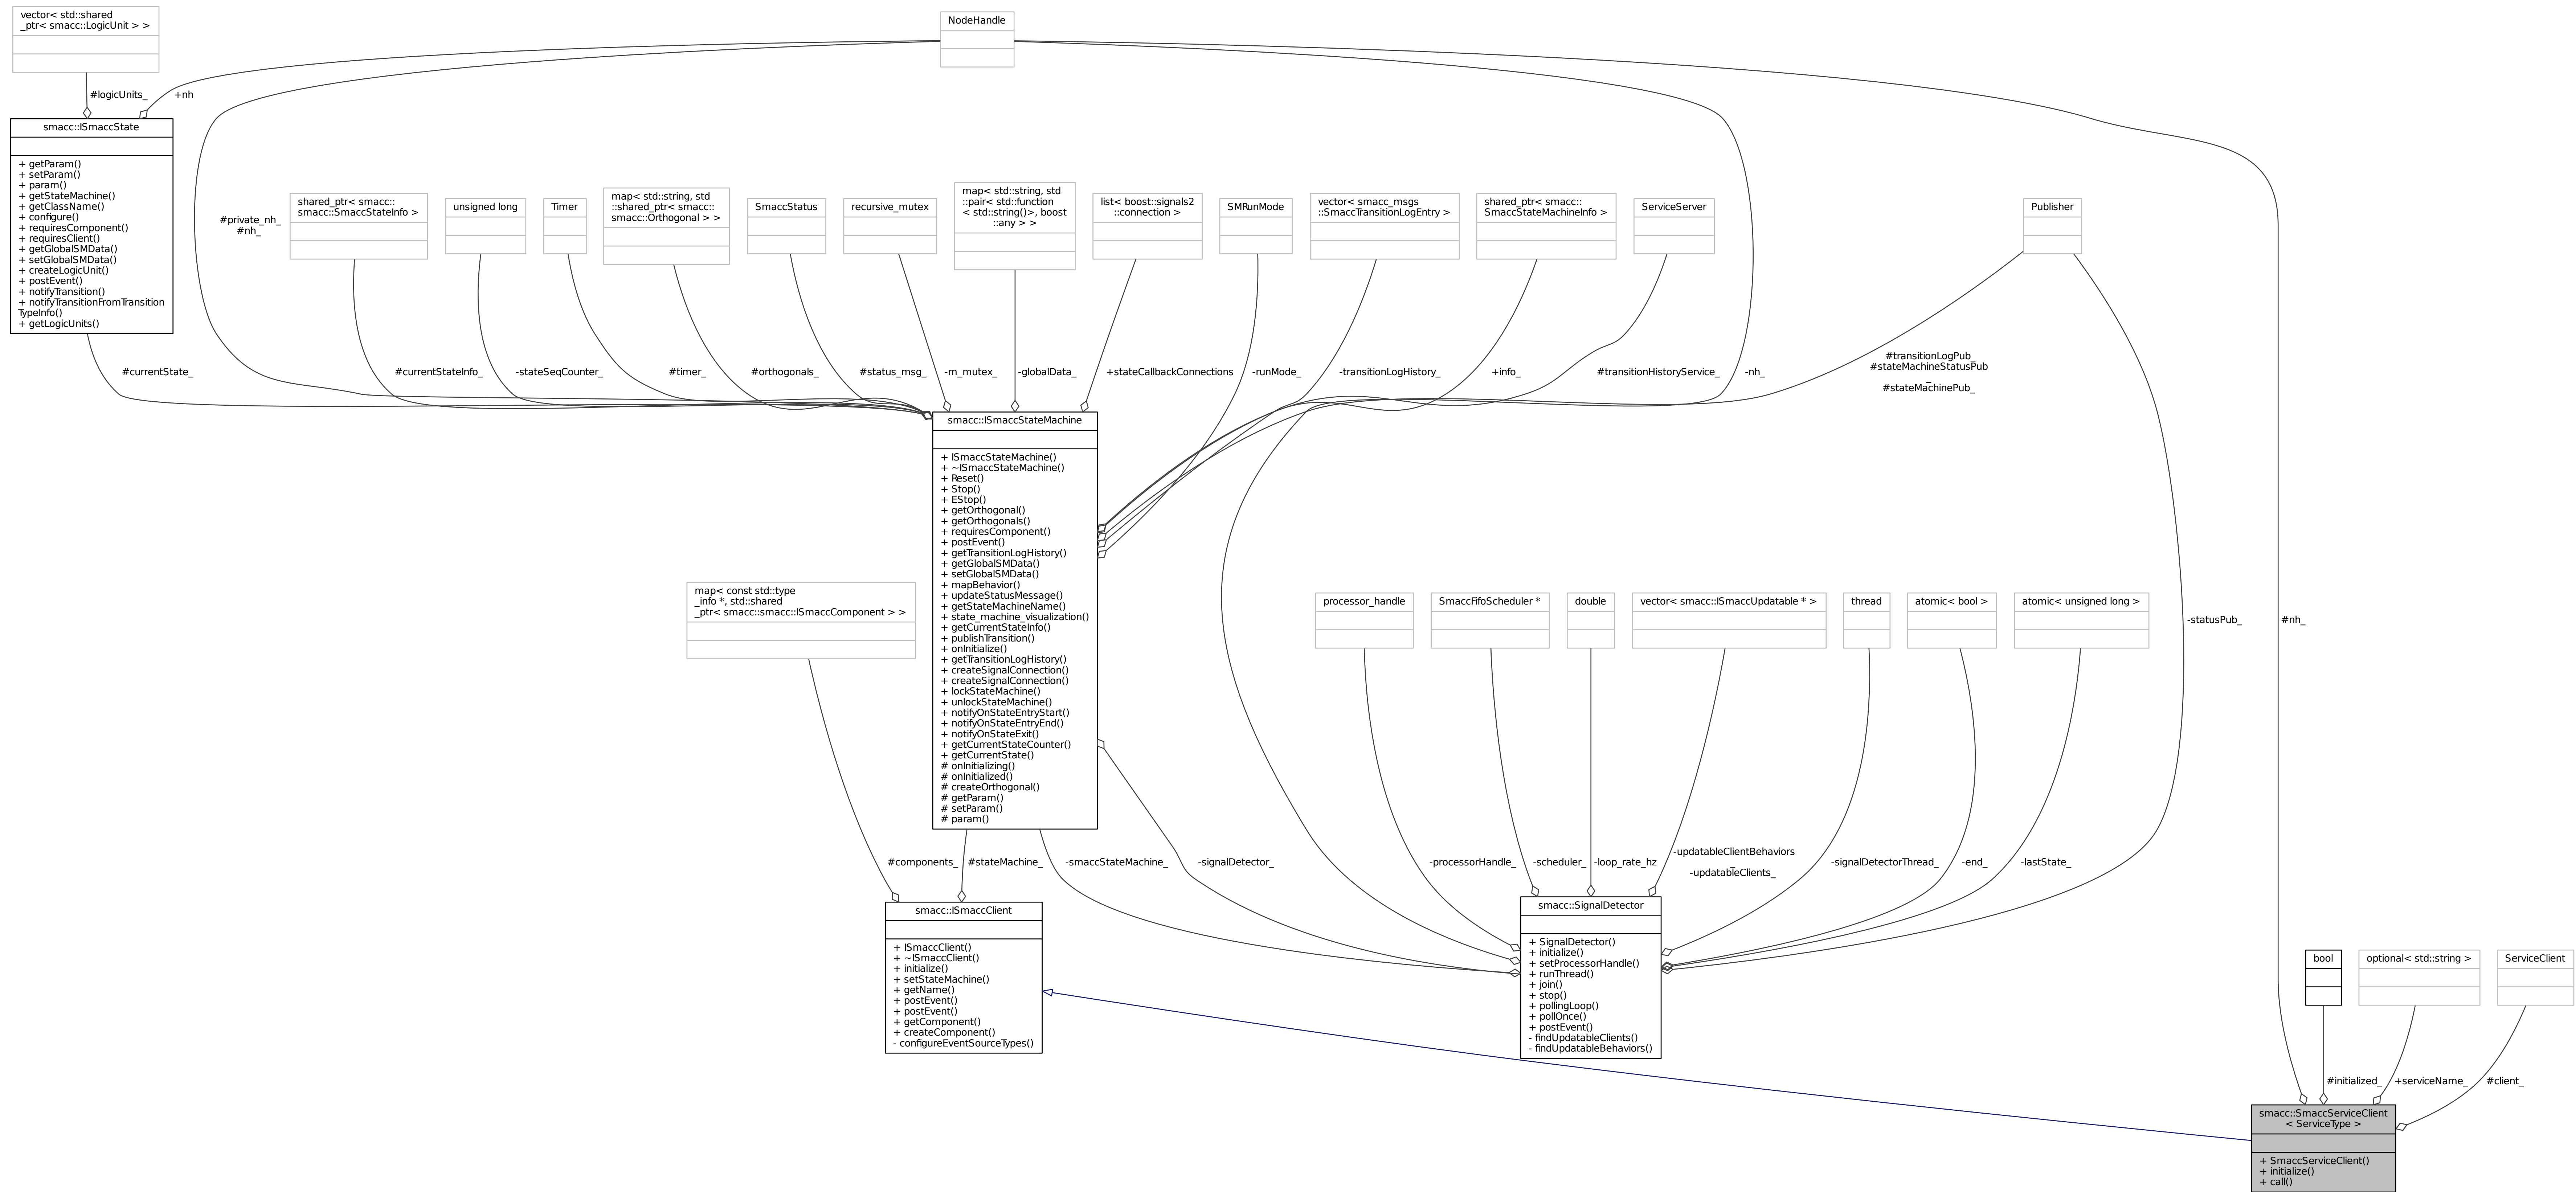 vector< std::shared
_ptr< smacc::LogicUnit > >
NodeHandle
#logicUnits_
+nh
smacc::ISmaccState
+ getParam()
+ setParam()
+ param()
+ getStateMachine()
+ getClassName()
+ configure()
+ requiresComponent()
+ requiresClient()
+ getGlobalSMData()
+ setGlobalSMData()
+ createLogicUnit()
+ postEvent()
+ notifyTransition()
+ notifyTransitionFromTransition
TypeInfo()
+ getLogicUnits()
#private_nh_
#nh_
shared_ptr< smacc::
smacc::SmaccStateInfo >
unsigned long
Timer
map< std::string, std
::shared_ptr< smacc::
smacc::Orthogonal > >
SmaccStatus
recursive_mutex
map< std::string, std
::pair< std::function
< std::string()>, boost
::any > >
list< boost::signals2
::connection >
SMRunMode
vector< smacc_msgs
::SmaccTransitionLogEntry >
shared_ptr< smacc::
SmaccStateMachineInfo >
ServiceServer
Publisher
#currentState_
#currentStateInfo_
-stateSeqCounter_
#timer_
#orthogonals_
#status_msg_
-m_mutex_
-globalData_
+stateCallbackConnections
-runMode_
-transitionLogHistory_
+info_
#transitionHistoryService_
-nh_
#transitionLogPub_
#stateMachineStatusPub
_
#stateMachinePub_
smacc::ISmaccStateMachine
+ ISmaccStateMachine()
+ ~ISmaccStateMachine()
+ Reset()
+ Stop()
+ EStop()
+ getOrthogonal()
+ getOrthogonals()
+ requiresComponent()
+ postEvent()
+ getTransitionLogHistory()
+ getGlobalSMData()
+ setGlobalSMData()
+ mapBehavior()
+ updateStatusMessage()
+ getStateMachineName()
+ state_machine_visualization()
+ getCurrentStateInfo()
+ publishTransition()
+ onInitialize()
+ getTransitionLogHistory()
+ createSignalConnection()
+ createSignalConnection()
+ lockStateMachine()
+ unlockStateMachine()
+ notifyOnStateEntryStart()
+ notifyOnStateEntryEnd()
+ notifyOnStateExit()
+ getCurrentStateCounter()
+ getCurrentState()
# onInitializing()
# onInitialized()
# createOrthogonal()
# getParam()
# setParam()
# param()
map< const std::type
_info *, std::shared
_ptr< smacc::smacc::ISmaccComponent > >
processor_handle
SmaccFifoScheduler *
double
vector< smacc::ISmaccUpdatable * >
thread
atomic< bool >
atomic< unsigned long >
-statusPub_
#nh_
#components_
#stateMachine_
-smaccStateMachine_
-signalDetector_
-processorHandle_
-scheduler_
-loop_rate_hz
-updatableClientBehaviors
_
-updatableClients_
-signalDetectorThread_
-end_
-lastState_
smacc::ISmaccClient
+ ISmaccClient()
+ ~ISmaccClient()
+ initialize()
+ setStateMachine()
+ getName()
+ postEvent()
+ postEvent()
+ getComponent()
+ createComponent()
- configureEventSourceTypes()
smacc::SignalDetector
+ SignalDetector()
+ initialize()
+ setProcessorHandle()
+ runThread()
+ join()
+ stop()
+ pollingLoop()
+ pollOnce()
+ postEvent()
- findUpdatableClients()
- findUpdatableBehaviors()
bool
optional< std::string >
ServiceClient
#initialized_
+serviceName_
#client_
smacc::SmaccServiceClient
< ServiceType >
+ SmaccServiceClient()
+ initialize()
+ call()